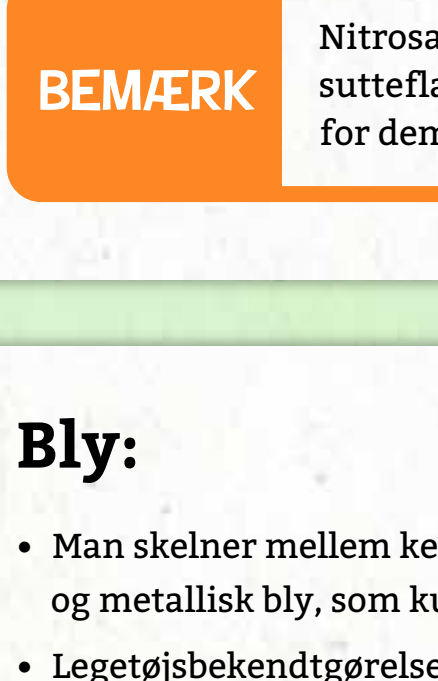 BEMÆRK
Nitrosa
suttefla
for dem
Bly:
• Man skelner mellem ke
og metallisk bly, som ku
• Legetøjsbekendtgørelse